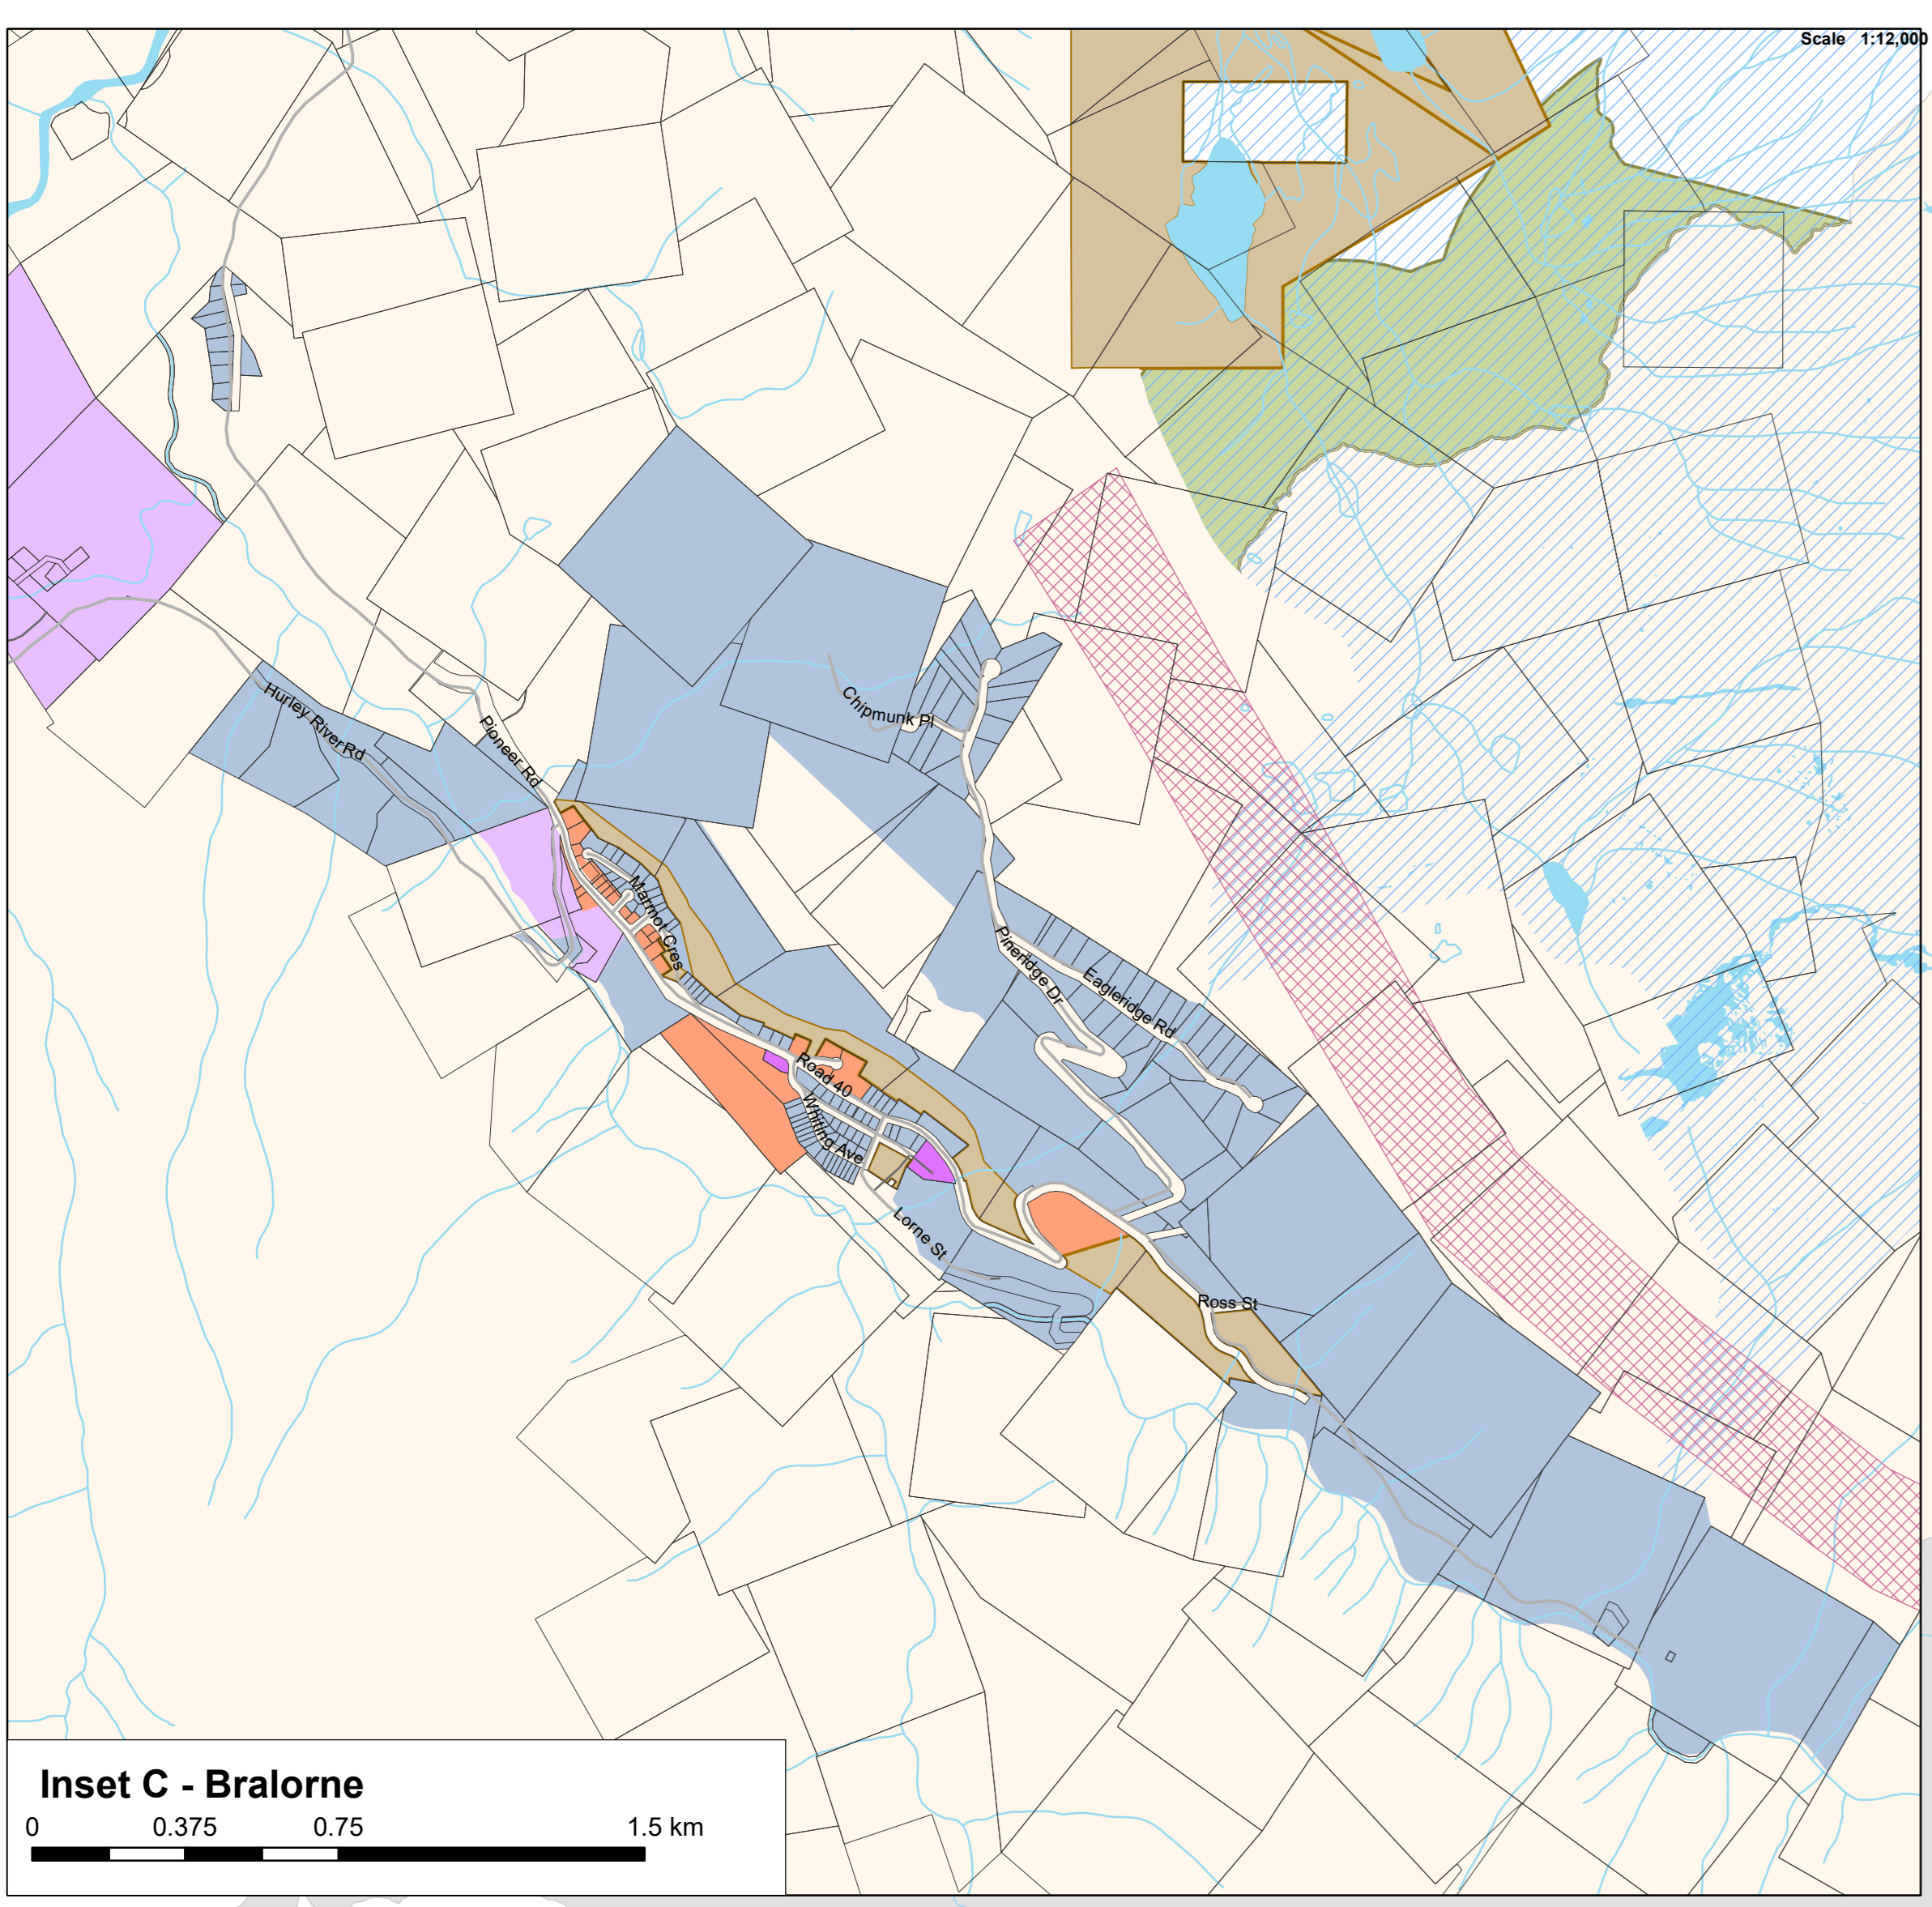 Scale 1:12,000
Hurley River Rd
Pioneer Rd
Chipmunk Pl
Marmot Cres
Pineridge Dr
Eagleridge Rd
Road 40
Whiting Ave
Lorne St
Ross St
Inset C - Bralorne
0 0.375 0.75 1.5 km